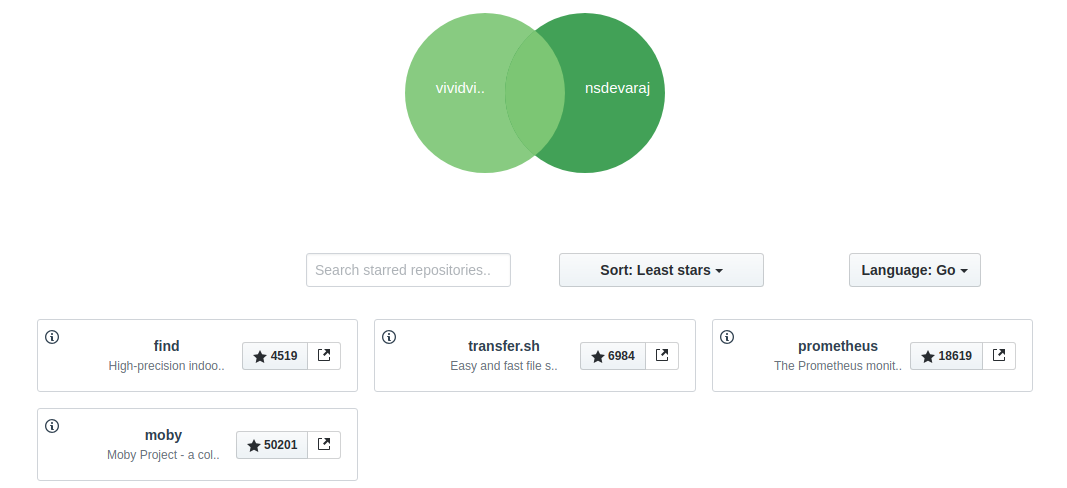 vividvi.. nsdevaraj
Search starred repositories.. Sort: Least stars Language: Go
find
High-precision indoo..
4519
transfer.sh
Easy and fast file s..
6984
prometheus
The Prometheus monit..
18619
moby
Moby Project - a col..
50201